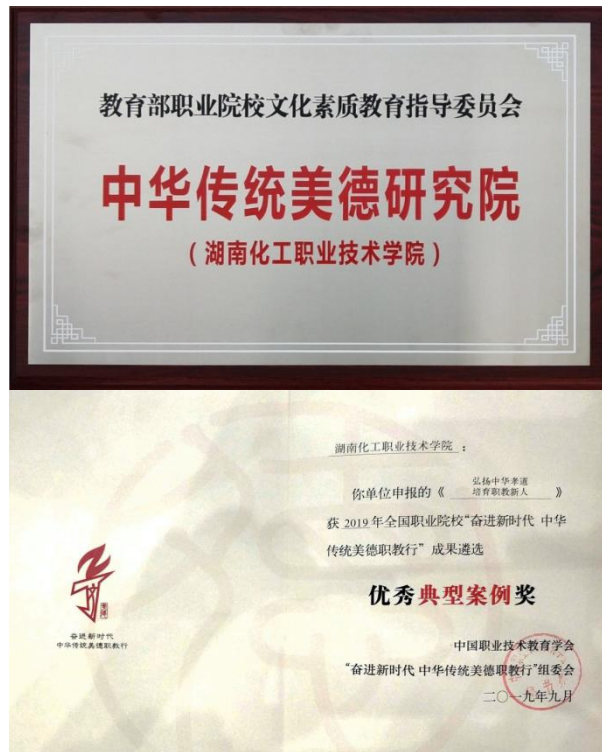 教育部职业院校文化素质教育指导委员会
中华传统美德研究院
（湖南化工职业技术学院）
湖南化工职业技术学院：
你单位申报的《弘扬中华孝道
培育职教新人》
获 2019 年全国职业院校“奋进新时代 中华
传统美德职教行”成果遴选
优秀典型案例奖
中国职业技术教育学会
“奋进新时代 中华传统美德职教行”组委会
二〇一九年九月
奋进新时代
中华传统美德职教行